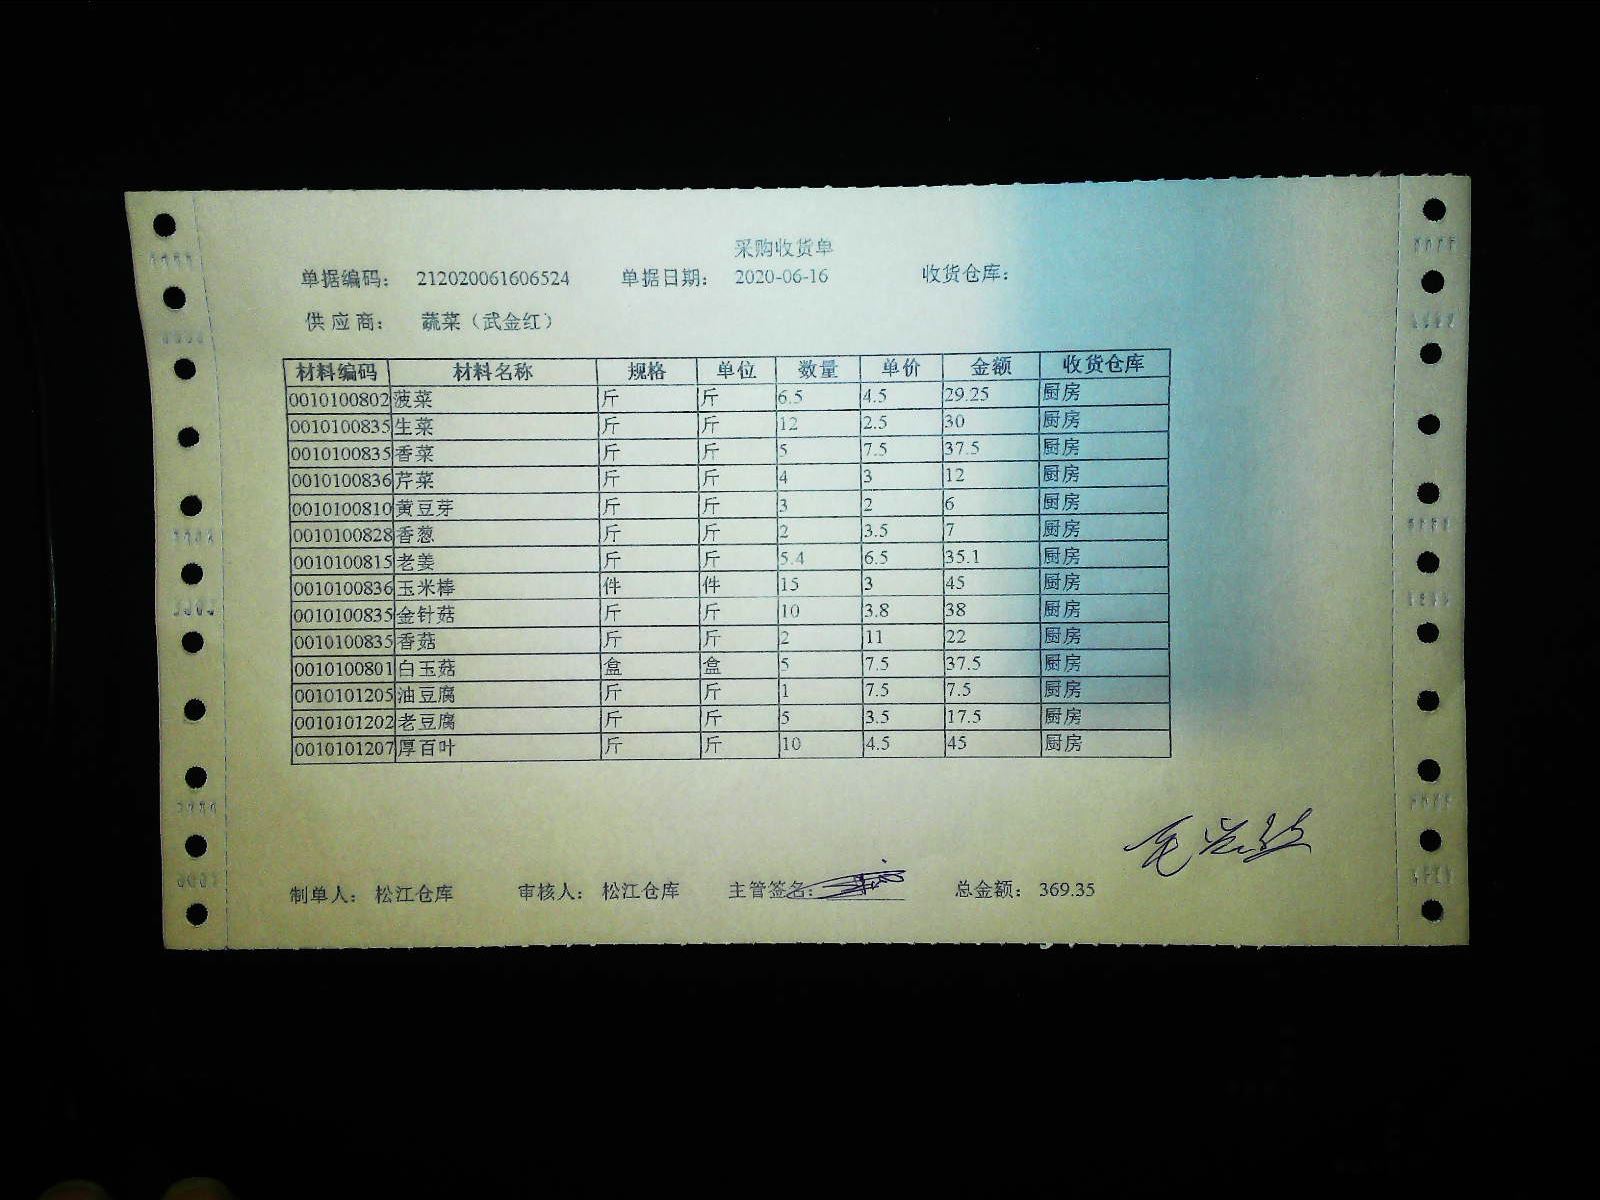 采购收货单
单据编码： 212020061606524 单据日期： 2020-06-16 收货仓库：
供 应 商： 蔬菜（武金红）
材料编码 材料名称 规格 单位 数量 单价 金额 收货仓库
0010100802 菠菜 斤 斤 6.5 4.5 29.25 厨房
0010100835 生菜 斤 斤 12 2.5 30 厨房
0010100835 香菜 斤 斤 5 7.5 37.5 厨房
0010100836 芹菜 斤 斤 4 3 12 厨房
0010100810 黄豆芽 斤 斤 3 2 6 厨房
0010100828 香葱 斤 斤 2 3.5 7 厨房
0010100815 老姜 斤 斤 5.4 6.5 35.1 厨房
0010100836 玉米棒 件 件 15 3 45 厨房
0010100835 金针菇 斤 斤 10 3.8 38 厨房
0010100835 香菇 斤 斤 2 11 22 厨房
0010100801 白玉菇 盒 盒 5 7.5 37.5 厨房
0010101205 油豆腐 斤 斤 1 7.5 7.5 厨房
0010101202 老豆腐 斤 斤 5 3.5 17.5 厨房
0010101207 厚百叶 斤 斤 10 4.5 45 厨房
制单人： 松江仓库 审核人： 松江仓库 主管签名： 总金额： 369.35